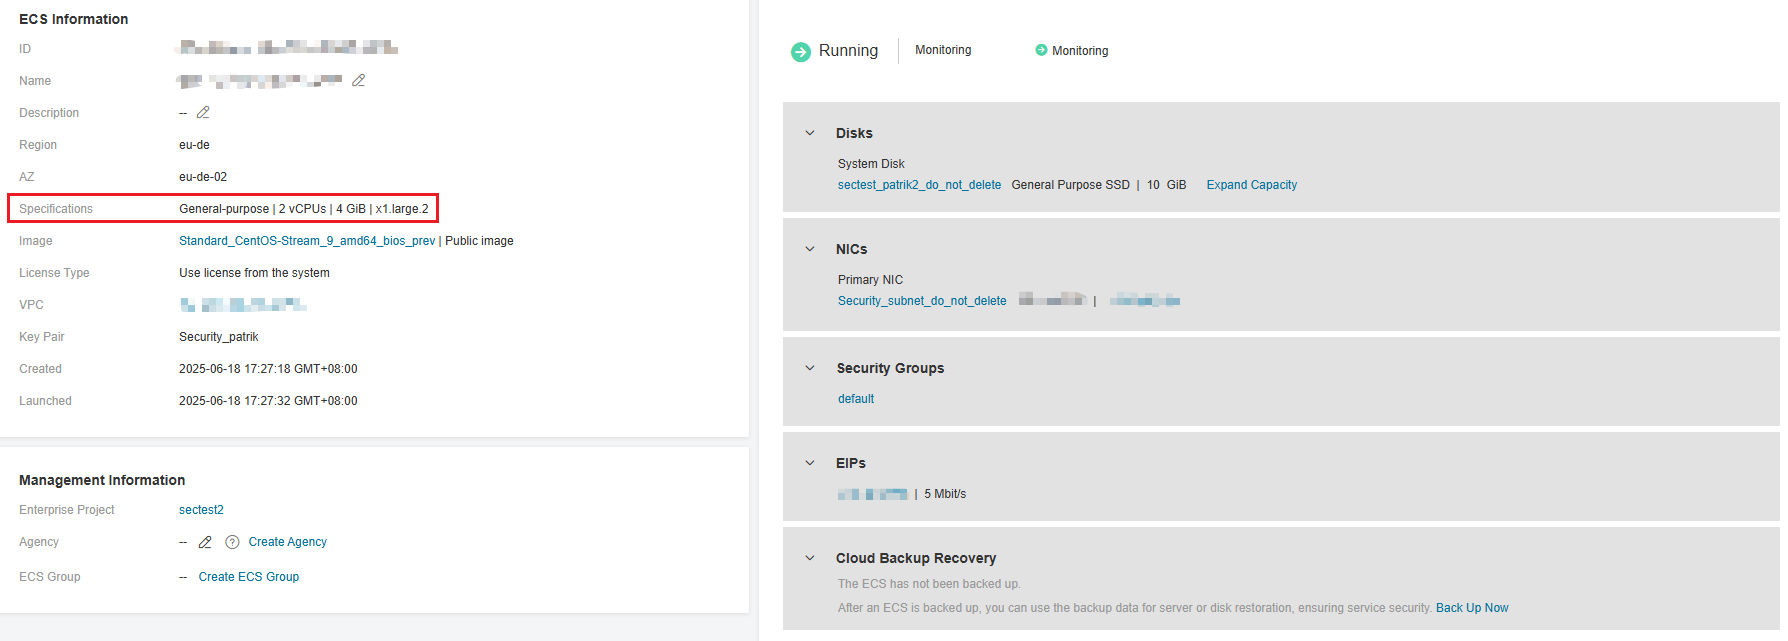 ECS Information
ID
Name
Description --
Region eu-de
AZ eu-de-02
Specifications General-purpose | 2 vCPUs | 4 GiB | x1.large.2
Image Standard_CentOS-Stream_9_amd64_bios_prev | Public image
License Type Use license from the system
VPC
Key Pair Security_patrik
Created 2025-06-18 17:27:18 GMT+08:00
Launched 2025-06-18 17:27:32 GMT+08:00
Management Information
Enterprise Project sectest2
Agency -- ? Create Agency
ECS Group -- Create ECS Group
Running | Monitoring Monitoring
Disks
System Disk
sectest_patrik2_do_not_delete General Purpose SSD | 10 GiB Expand Capacity
NICs
Primary NIC
Security_subnet_do_not_delete |
Security Groups
default
EIPs
| 5 Mbit/s
Cloud Backup Recovery
The ECS has not been backed up.
After an ECS is backed up, you can use the backup data for server or disk restoration, ensuring service security. Back Up Now